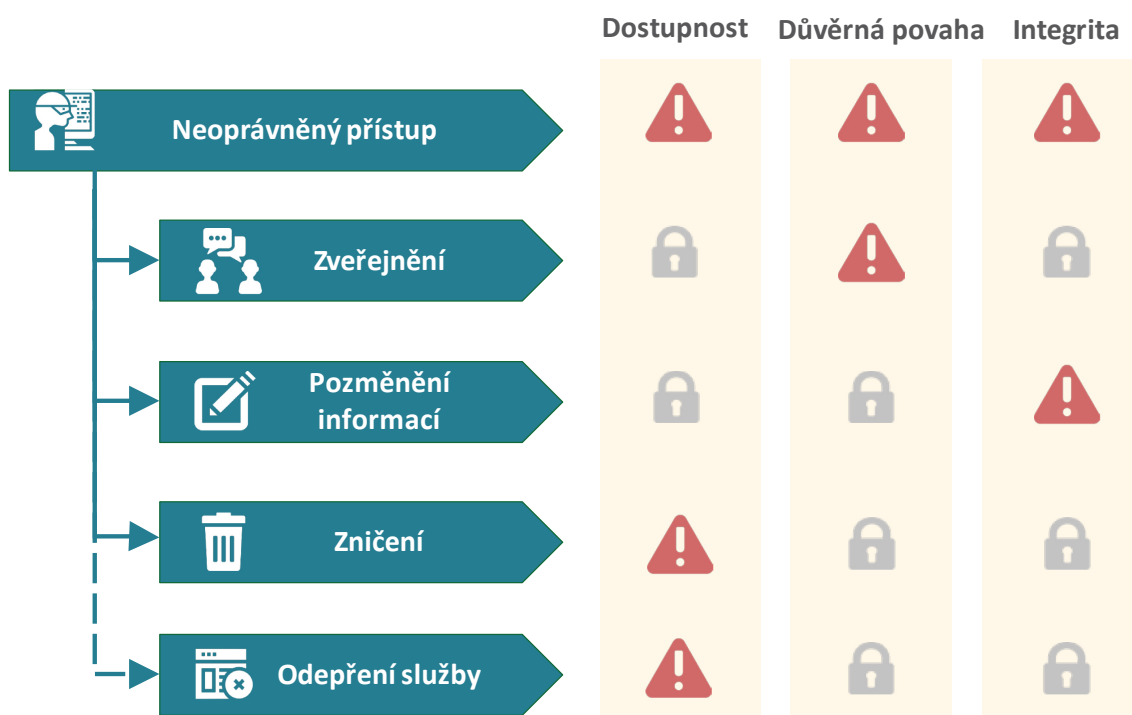 Dostupnost Důvěrná povaha Integrita
Neoprávněný přístup
Zveřejnění
Pozměnění
informací
Zničení
Odepření služby